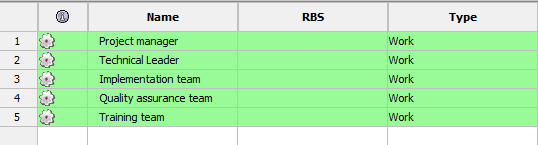 Name RBS Type
1 Project manager Work
2 Technical Leader Work
3 Implementation team Work
4 Quality assurance team Work
5 Training team Work